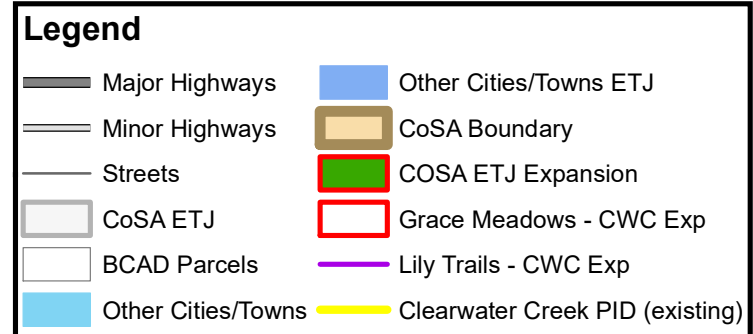 Legend
Major Highways
Minor Highways
Streets
CoSA ETJ
BCAD Parcels
Other Cities/Towns
Other Cities/Towns ETJ
CoSA Boundary
COSA ETJ Expansion
Grace Meadows - CWC Exp
Lily Trails - CWC Exp
Clearwater Creek PID (existing)